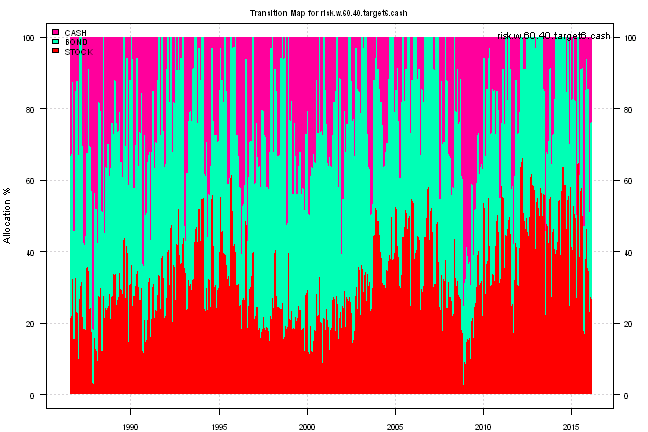 Transition Map for risk.w.60.40.target6.cash
risk.w.60.40.target6.cash
CASH
BOND
STOCK
Allocation %
100
80
60
40
20
0
100
80
60
40
20
0
1990 1995 2000 2005 2010 2015